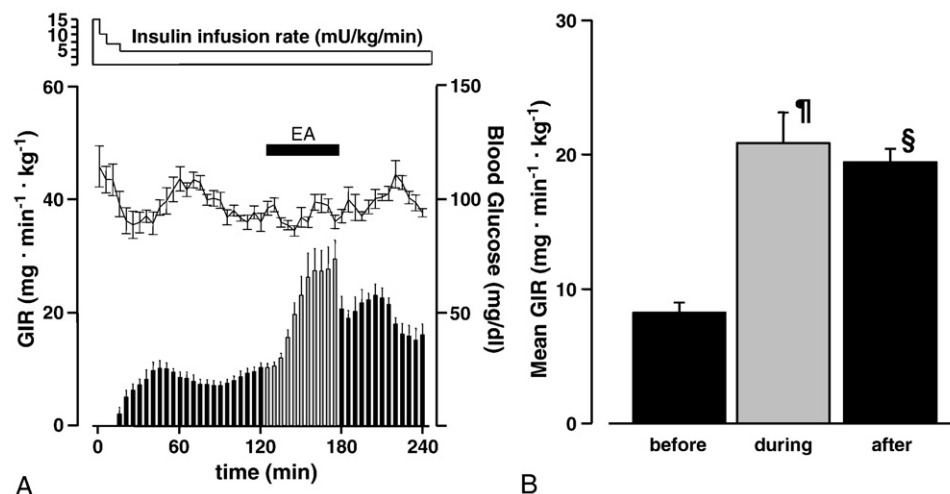 15
10
5
Insulin infusion rate (mU/kg/min)
60
40
20
0
GIR (mg · min⁻¹ · kg⁻¹)
EA
150
100
50
Blood Glucose (mg/dl)
0
60
120
180
240
time (min)
A
30
20
10
0
Mean GIR (mg · min⁻¹ · kg⁻¹)
¶
§
before
during
after
B